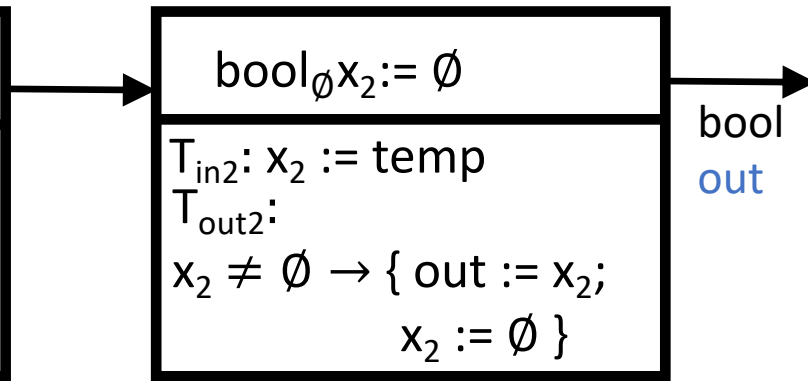 bool∅x₂:= ∅
Tᵢₙ₂: x₂ := temp
Tₒᵤₜ₂:
x₂ ≠ ∅ → { out := x₂;
x₂ := ∅ }
bool
out